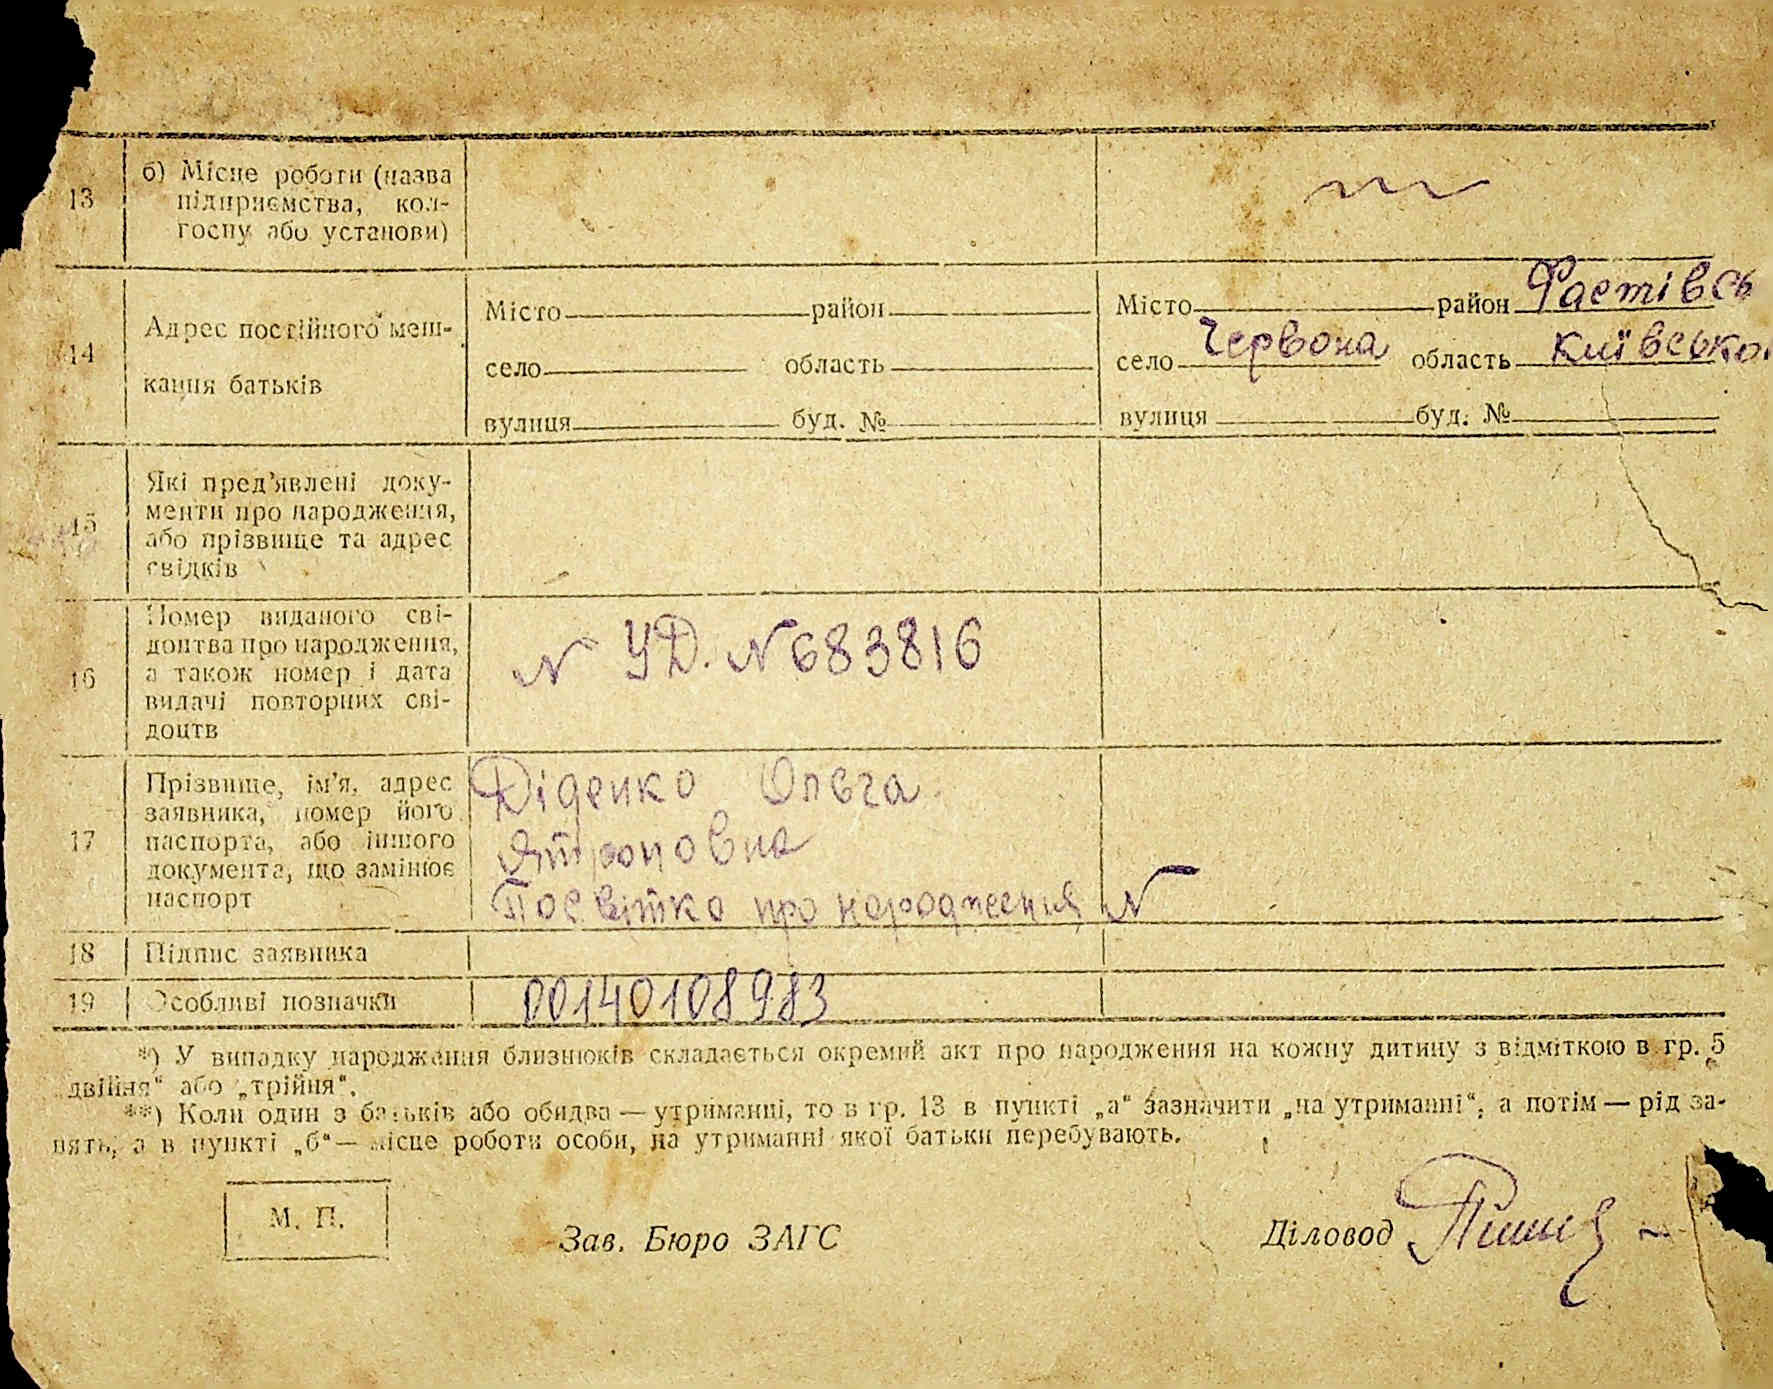 13
б) Місце роботи (назва
підприємства, кол-
госпу або установи)
14
Адрес постійного меш-
кання батьків
Місто район
село область
вулиця буд. №
Місто район Фастівсь
село Червона область Київсько
вулиця буд. №
15
Які пред’явлені доку-
менти про народження,
або прізвище та адрес
свідків
16
Номер виданого сві-
доцтва про народження,
а також номер і дата
видачі повторних сві-
доцтв
N УД. N 683816
17
Прізвище, ім’я, адрес
заявника, номер його
паспорта, або іншого
документа, що замінює
паспорт
Діденко Ольга
Посвітка про народження N
18 Підпис заявника
19 Особливі позначки
00140108983
*) У випадку народження близнюків складається окремий акт про народження на кожну дитину з відміткою в гр. 5
„двійня“ або „трійня“.
**) Коли один з батьків або обидва — утриманці, то в гр. 13 в пункті „а“ зазначити „на утриманні“, а потім — рід за-
нять, а в пункті „б“ — місце роботи особи, на утриманні якої батьки перебувають.
М. П.
Зав. Бюро ЗАГС
Діловод